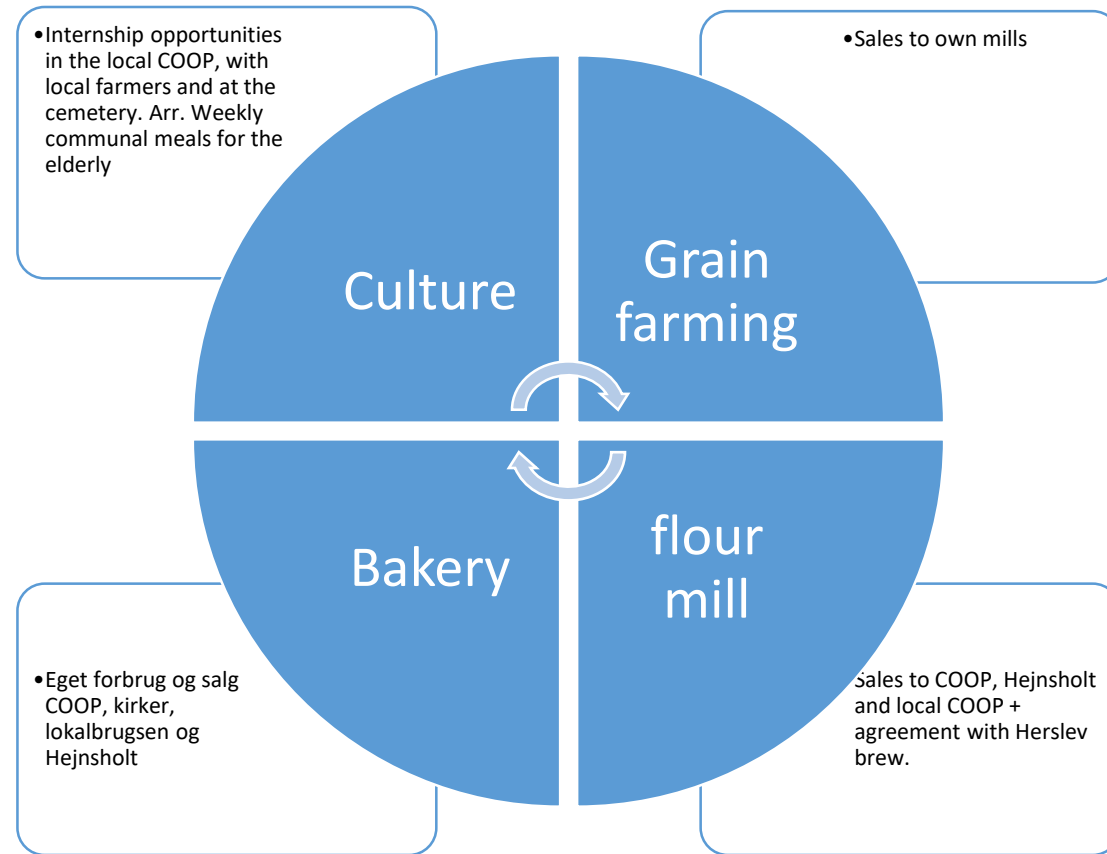 •Internship opportunities
in the local COOP, with
local farmers and at the
cemetery. Arr. Weekly
communal meals for the
elderly
•Sales to own mills
Culture
Grain
farming
Bakery
flour
mill
•Eget forbrug og salg
COOP, kirker,
lokalbrugsen og
Hejnsholt
Sales to COOP, Hejnsholt
and local COOP +
agreement with Herslev
brew.